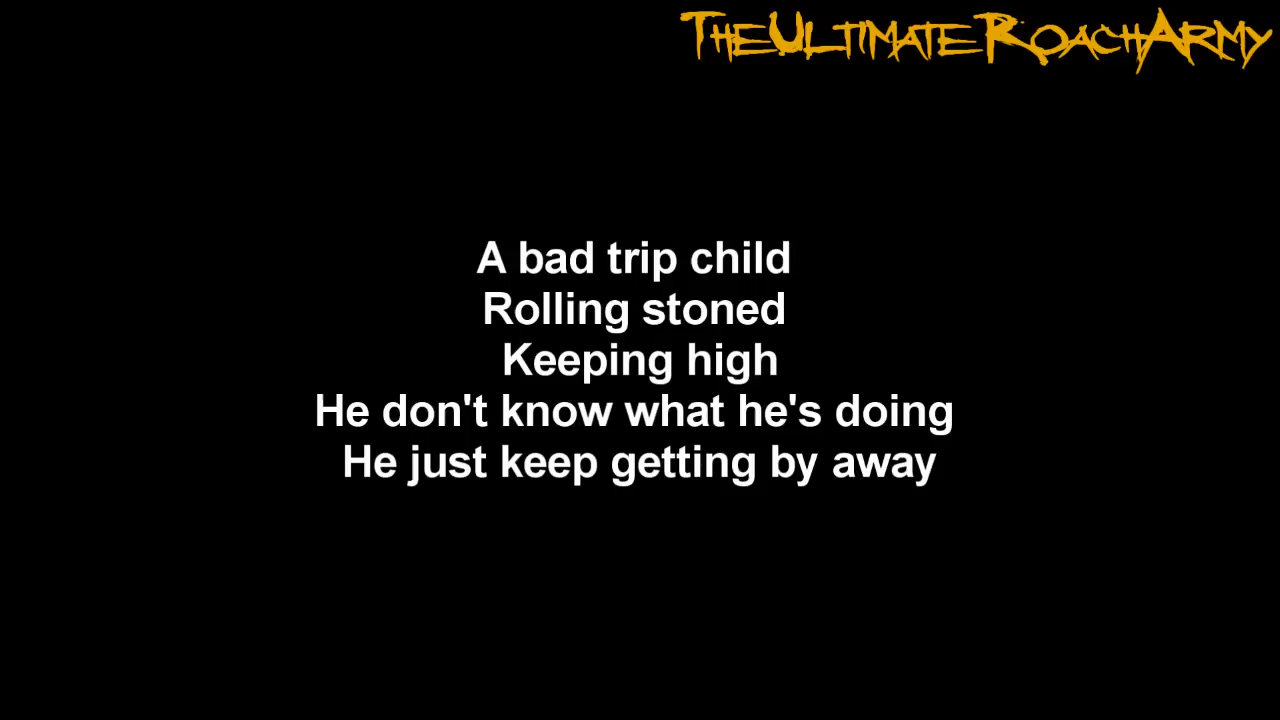 TheUltimateRoachArmy
A bad trip child
Rolling stoned
Keeping high
He don't know what he's doing
He just keep getting by away